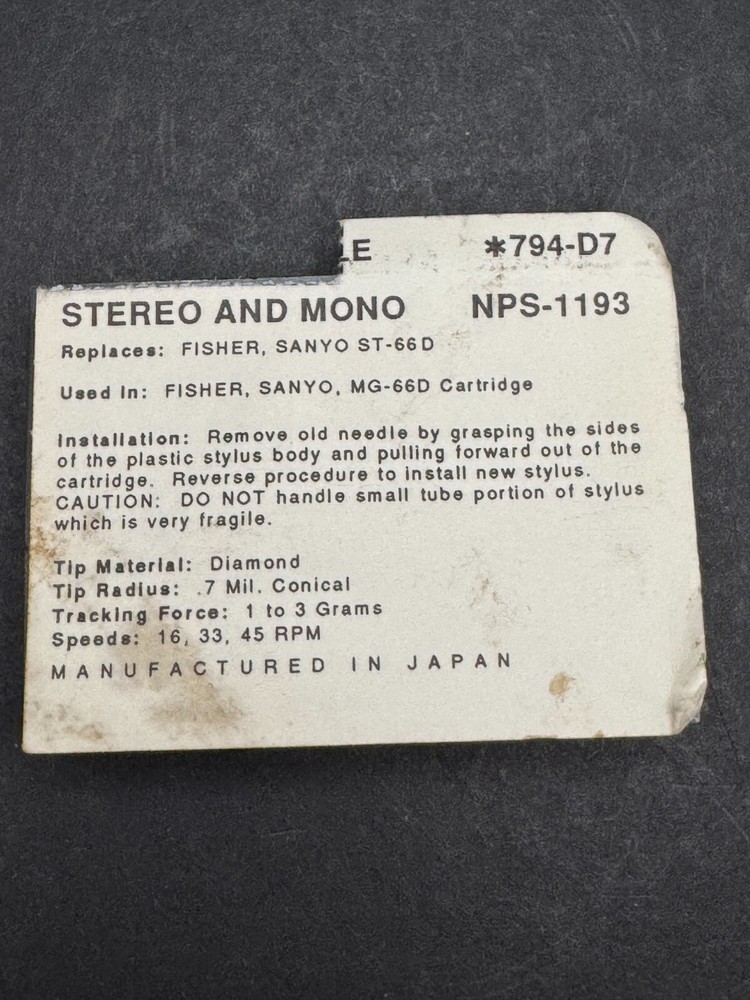 *794-D7
STEREO AND MONO NPS-1193
Replaces: FISHER, SANYO ST-66D
Used In: FISHER, SANYO, MG-66D Cartridge
Installation: Remove old needle by grasping the sides
of the plastic stylus body and pulling forward out of the
cartridge. Reverse procedure to install new stylus.
CAUTION: DO NOT handle small tube portion of stylus
which is very fragile.
Tip Material: Diamond
Tip Radius: .7 Mil. Conical
Tracking Force: 1 to 3 Grams
Speeds: 16, 33, 45 RPM
MANUFACTURED IN JAPAN